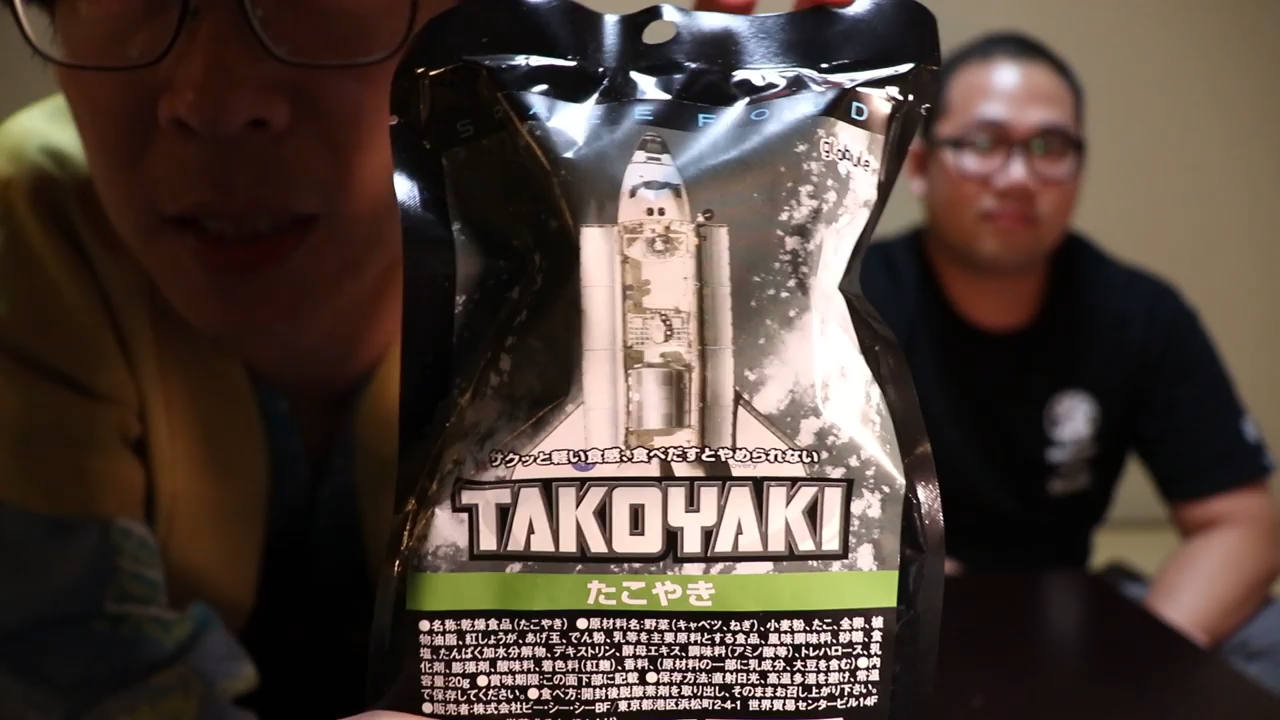 SPACE FOOD
globule
サクッと軽い食感、食べだすとやめられない
TAKOYAKI
たこやき
●名称:乾燥食品(たこやき) ●原材料名:野菜(キャベツ、ねぎ)、小麦粉、たこ、全卵、植
物油脂、紅しょうが、あげ玉、でん粉、乳等を主要原料とする食品、風味調味料、砂糖、食
塩、たんぱく加水分解物、デキストリン、酵母エキス、調味料(アミノ酸等)、トレハロース、乳
化剤、膨張剤、酸味料、着色料(紅麹)、香料、(原材料の一部に乳成分、大豆を含む)●内
容量:20g ●賞味期限:この面下部に記載 ●保存方法:直射日光、高温多湿を避け、常温
で保存してください。●食べ方:開封後脱酸素剤を取り出し、そのままお召し上がり下さい。
●販売者:株式会社ビー・シー・シーBF/東京都港区浜松町2-4-1 世界貿易センタービル14F